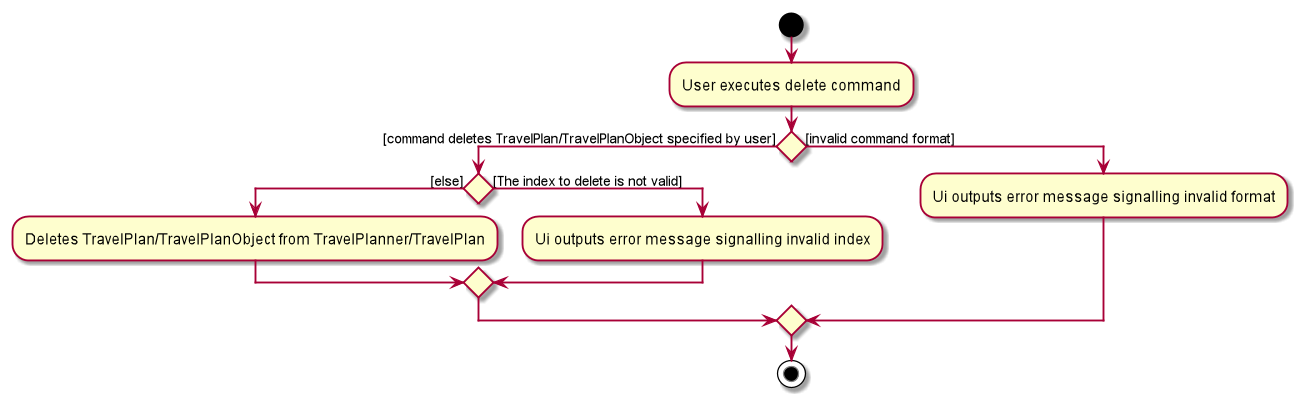 User executes delete command
[command deletes TravelPlan/TravelPlanObject specified by user]
[invalid command format]
[else]
[The index to delete is not valid]
Ui outputs error message signalling invalid format
Deletes TravelPlan/TravelPlanObject from TravelPlanner/TravelPlan
Ui outputs error message signalling invalid index